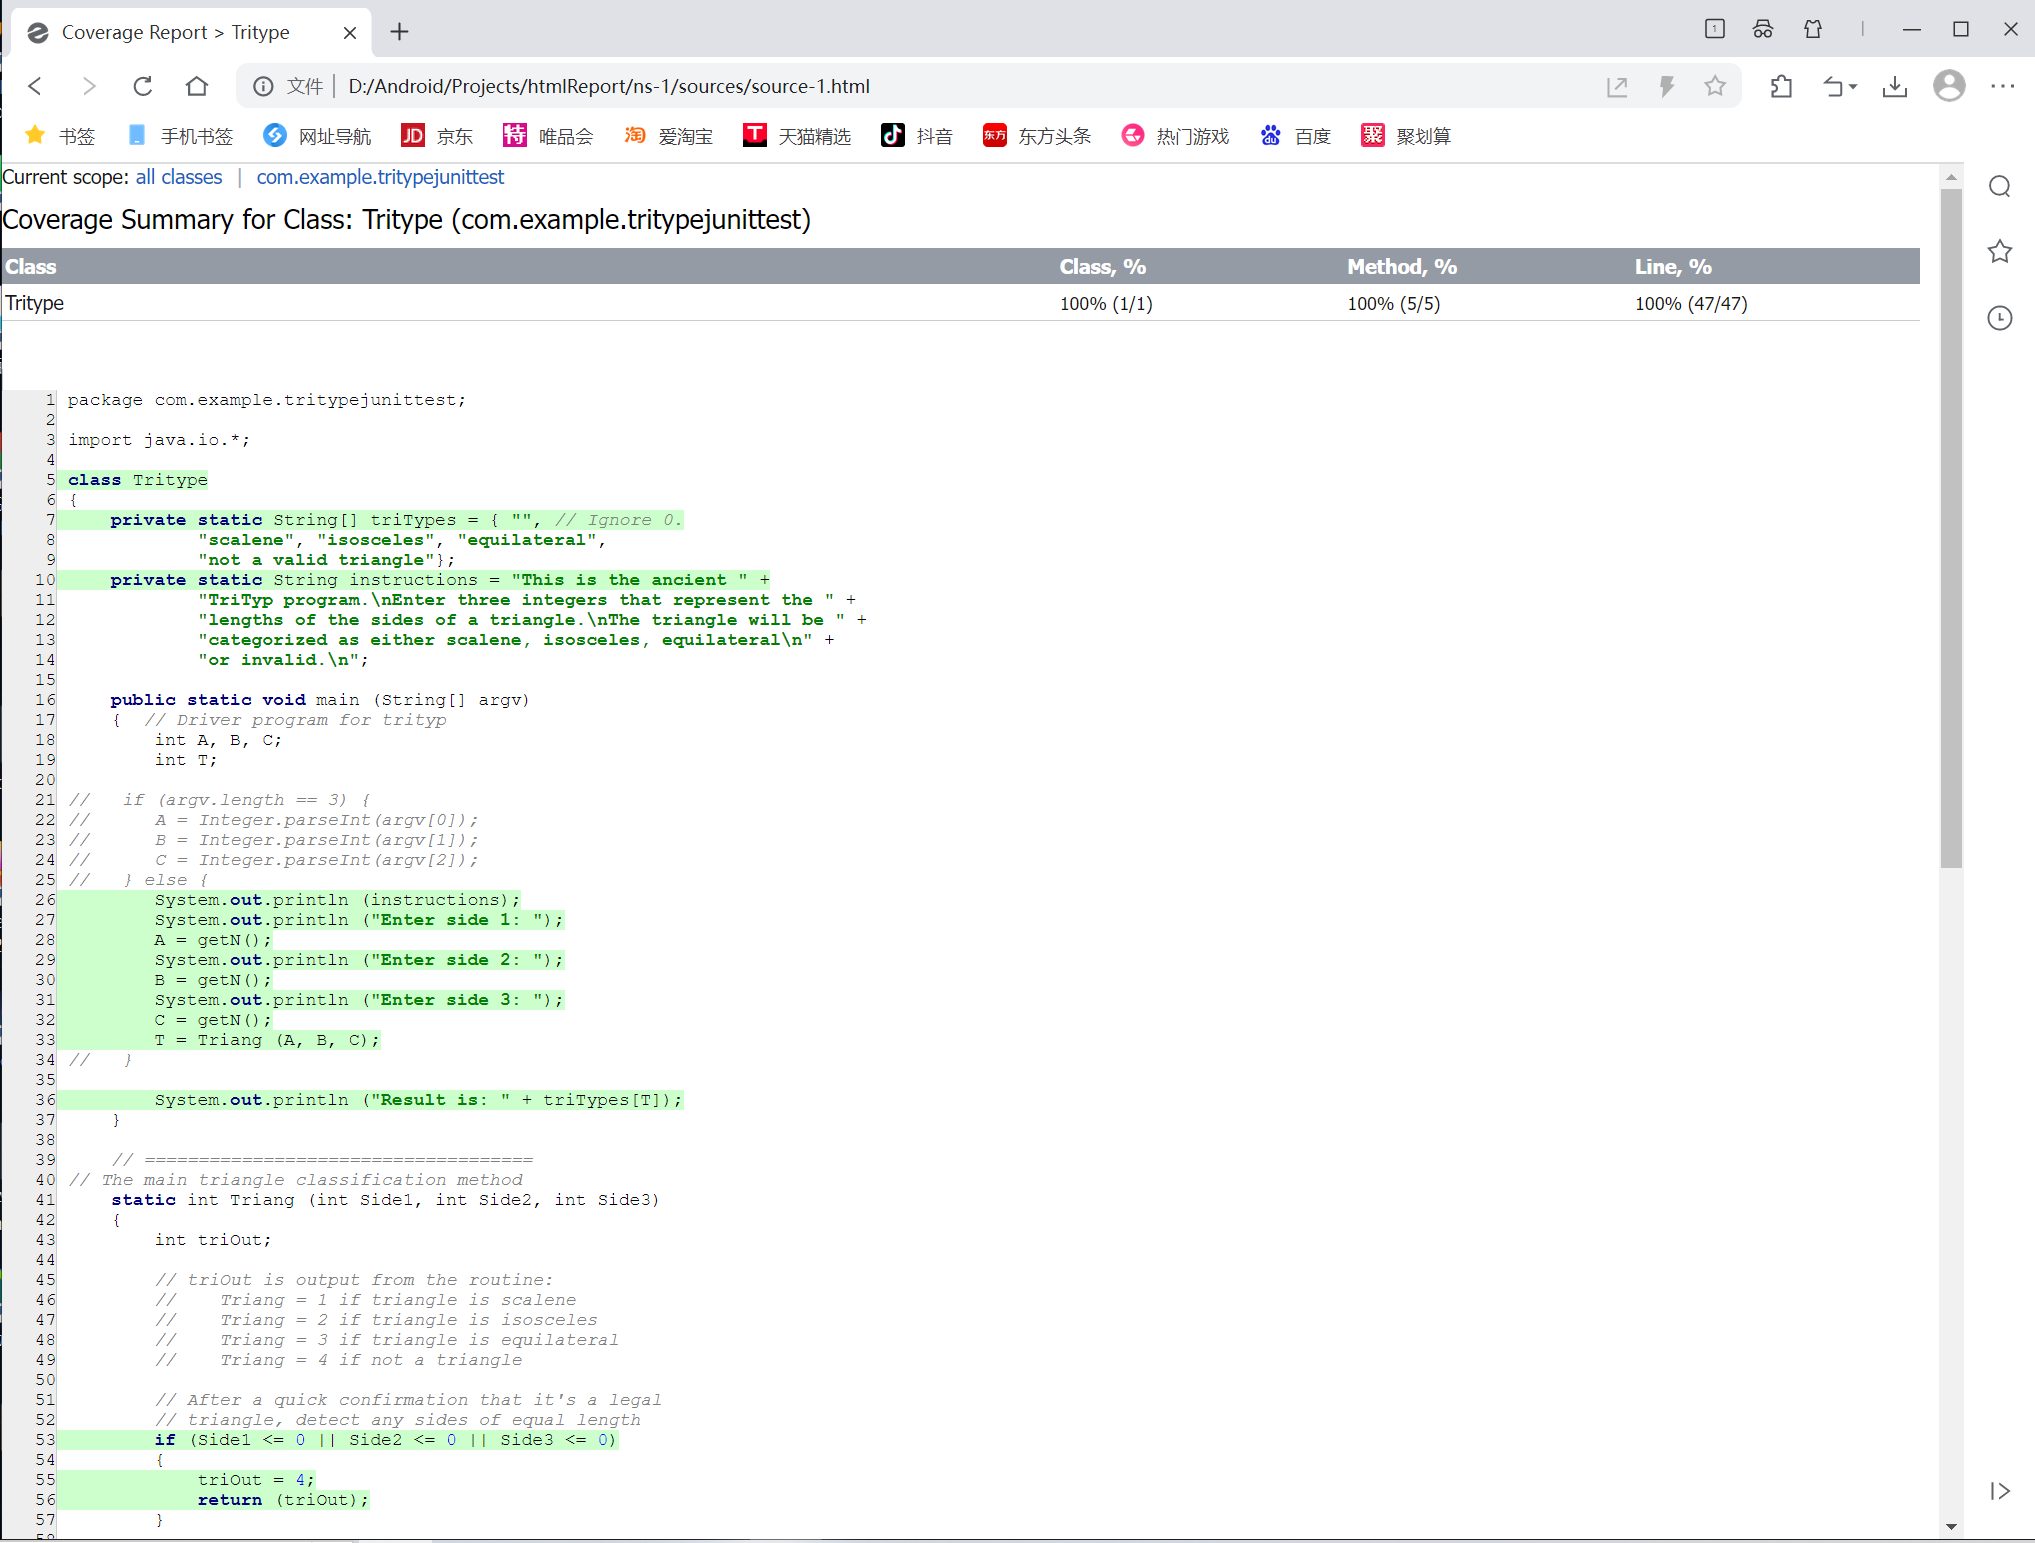 Coverage Report > Tritype
文件 D:/Android/Projects/htmlReport/ns-1/sources/source-1.html
书签 手机书签 网址导航 JD 京东 特 唯品会 淘 爱淘宝 T 天猫精选 抖音 东方 东方头条 热门游戏 百度 聚 聚划算
Current scope: all classes | com.example.tritypejunittest
Coverage Summary for Class: Tritype (com.example.tritypejunittest)
Class Class, % Method, % Line, %
Tritype 100% (1/1) 100% (5/5) 100% (47/47)
1 package com.example.tritypejunittest;
2
3 import java.io.*;
4
5 class Tritype
6 {
7     private static String[] triTypes = { "", // Ignore 0.
8             "scalene", "isosceles", "equilateral",
9             "not a valid triangle"};
10     private static String instructions = "This is the ancient " +
11             "TriTyp program.\nEnter three integers that represent the " +
12             "lengths of the sides of a triangle.\nThe triangle will be " +
13             "categorized as either scalene, isosceles, equilateral\n" +
14             "or invalid.\n";
15
16     public static void main (String[] argv)
17     {  // Driver program for trityp
18         int A, B, C;
19         int T;
20
21 //   if (argv.length == 3) {
22 //      A = Integer.parseInt(argv[0]);
23 //      B = Integer.parseInt(argv[1]);
24 //      C = Integer.parseInt(argv[2]);
25 //   } else {
26         System.out.println (instructions);
27         System.out.println ("Enter side 1: ");
28         A = getN();
29         System.out.println ("Enter side 2: ");
30         B = getN();
31         System.out.println ("Enter side 3: ");
32         C = getN();
33         T = Triang (A, B, C);
34 //   }
35
36         System.out.println ("Result is: " + triTypes[T]);
37     }
38
39     // ====================================
40 // The main triangle classification method
41     static int Triang (int Side1, int Side2, int Side3)
42     {
43         int triOut;
44
45         // triOut is output from the routine:
46         //    Triang = 1 if triangle is scalene
47         //    Triang = 2 if triangle is isosceles
48         //    Triang = 3 if triangle is equilateral
49         //    Triang = 4 if not a triangle
50
51         // After a quick confirmation that it's a legal
52         // triangle, detect any sides of equal length
53         if (Side1 <= 0 || Side2 <= 0 || Side3 <= 0)
54         {
55             triOut = 4;
56             return (triOut);
57         }
58